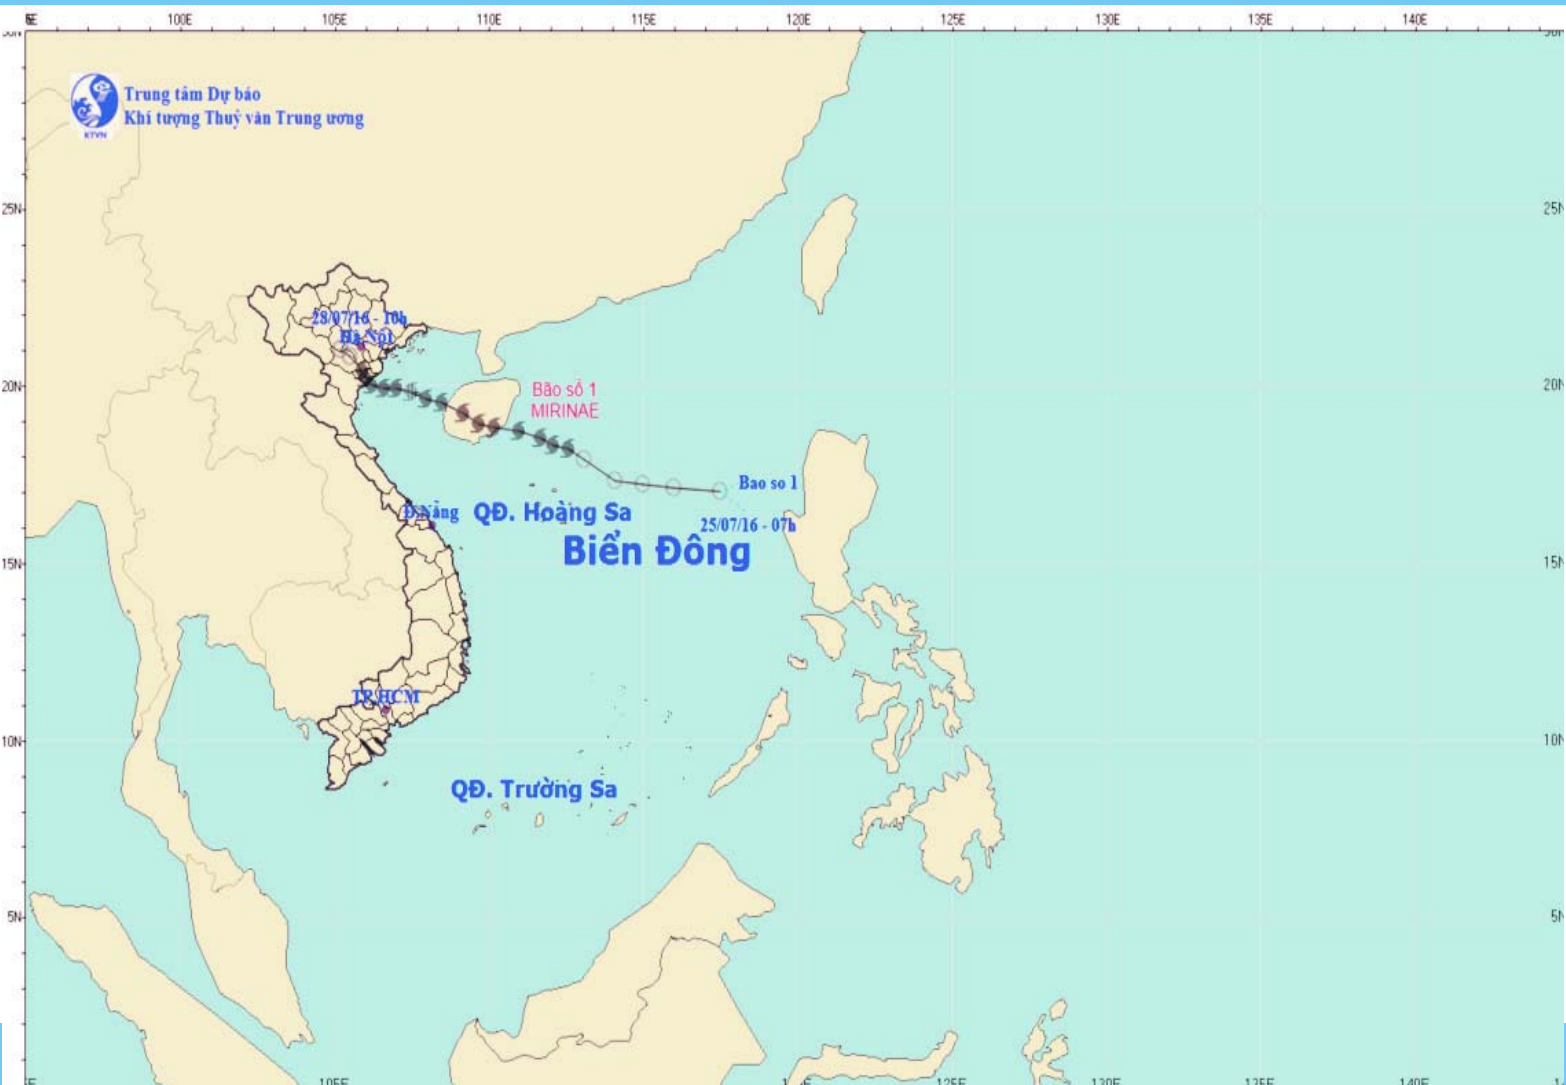 100E 105E 110E 115E 120E 125E 130E 135E 140E
Trung tâm Dự báo
Khí tượng Thuỷ văn Trung ương
KTVN
25N 25N
28/07/16 - 10h
Hà Nội
20N
Bão số 1
MIRINAE
Bao so 1
Đ.Nẵng
QĐ. Hoàng Sa
25/07/16 - 07h
Biển Đông
15N 15N
TP.HCM
10N 10N
QĐ. Trường Sa
5N 5N
105E 115E 125E 130E 135E 140E